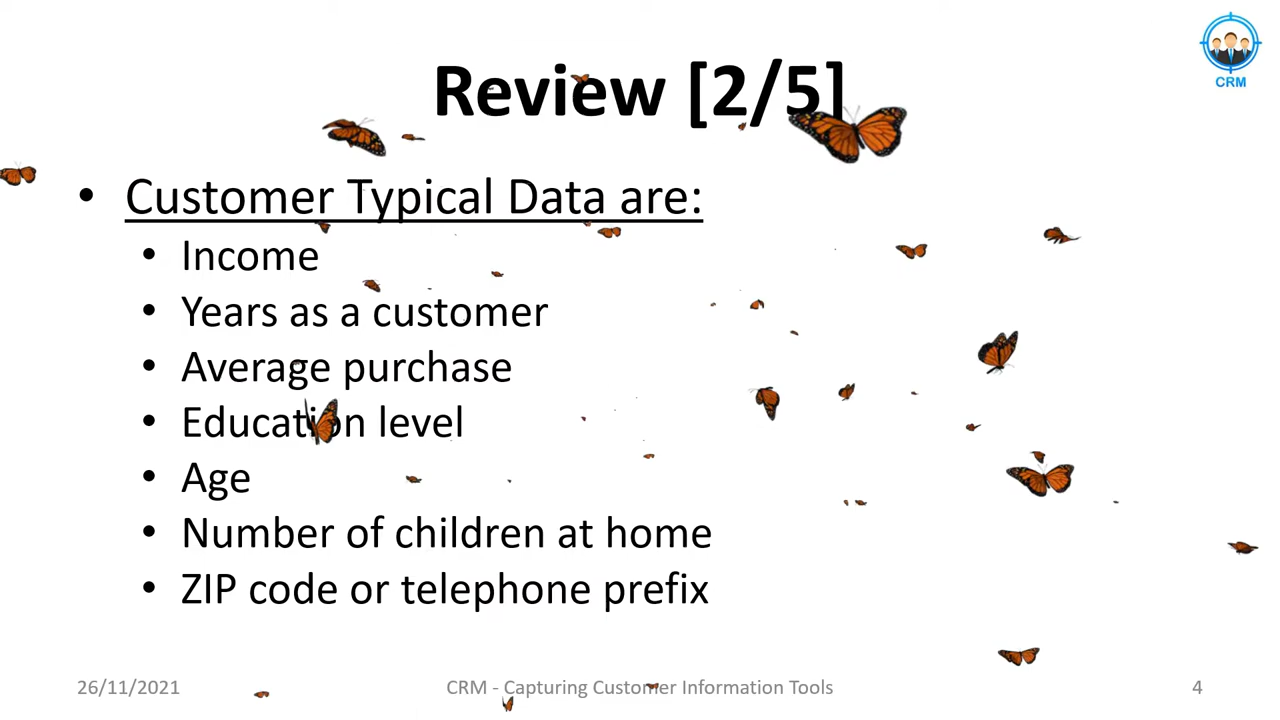 CRM
Review [2/5]
• Customer Typical Data are:
• Income
• Years as a customer
• Average purchase
• Education level
• Age
• Number of children at home
• ZIP code or telephone prefix
26/11/2021
CRM - Capturing Customer Information Tools
4